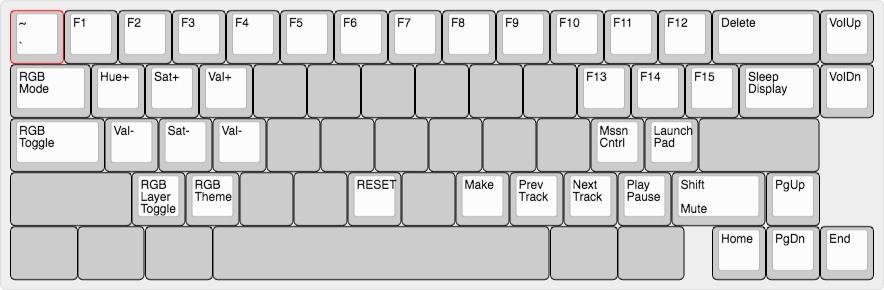 ~
`
F1
F2
F3
F4
F5
F6
F7
F8
F9
F10
F11
F12
Delete
VolUp
RGB
Mode
Hue+
Sat+
Val+
F13
F14
F15
Sleep
Display
VolDn
RGB
Toggle
Val-
Sat-
Val-
Mssn
Cntrl
Launch
Pad
RGB
Layer
Toggle
RGB
Theme
RESET
Make
Prev
Track
Next
Track
Play
Pause
Shift
Mute
PgUp
Home
PgDn
End